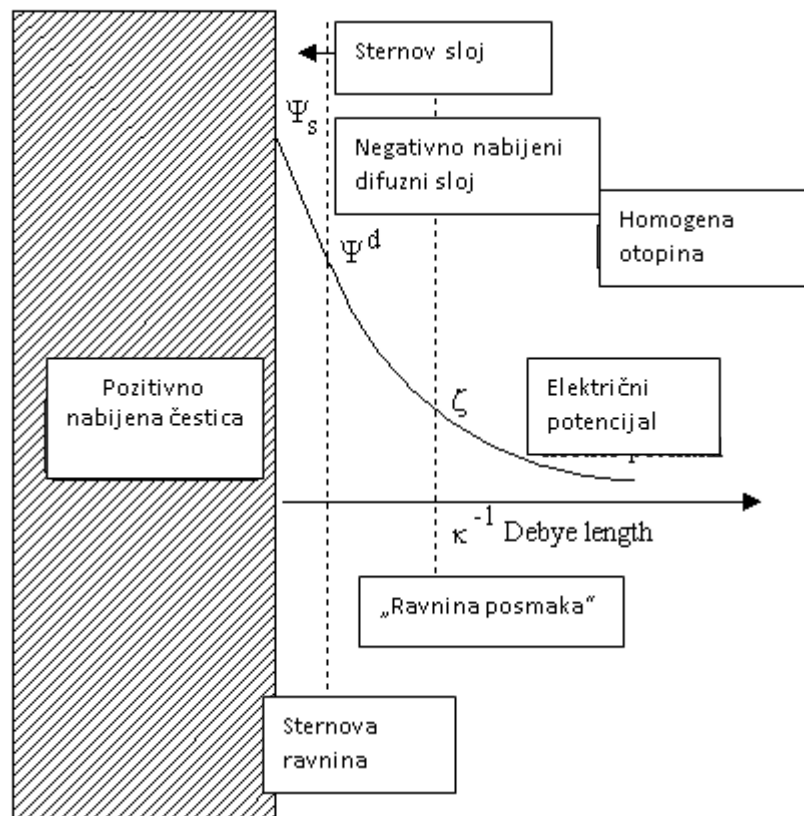 Sternov sloj
Ψs
Negativno nabijeni
difuzni sloj
Homogena
otopina
Ψd
Pozitivno
nabijena čestica
ζ
Električni
potencijal
κ-1 Debye length
„Ravnina posmaka“
Sternova
ravnina